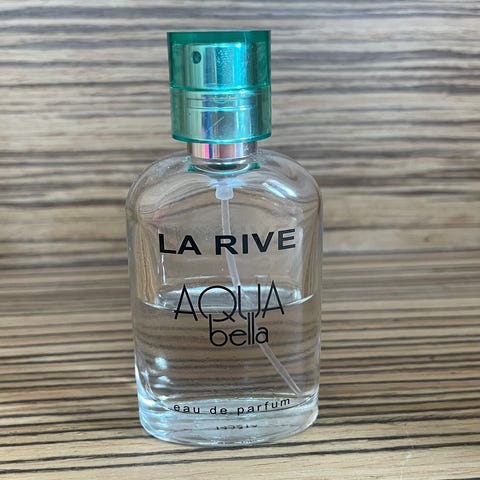 LA RIVE
AQUA
bella
eau de parfum